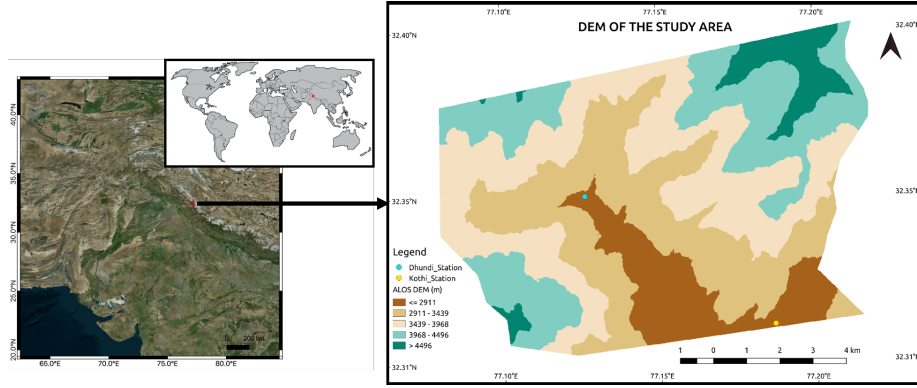 77.10°E
77.15°E
77.20°E
DEM OF THE STUDY AREA
32.40°N
32.40°N
40.0°N
35.0°N
30.0°N
25.0°N
20.0°N
200 km
65.0°E
70.0°E
75.0°E
80.0°E
32.35°N
32.35°N
Legend
Dhundi_Station
Kothi_Station
ALOS DEM (m)
<= 2911
2911 - 3439
3439 - 3968
3968 - 4496
> 4496
1 0 1 2 3 4 km
32.31°N
32.31°N
77.10°E
77.15°E
77.20°E